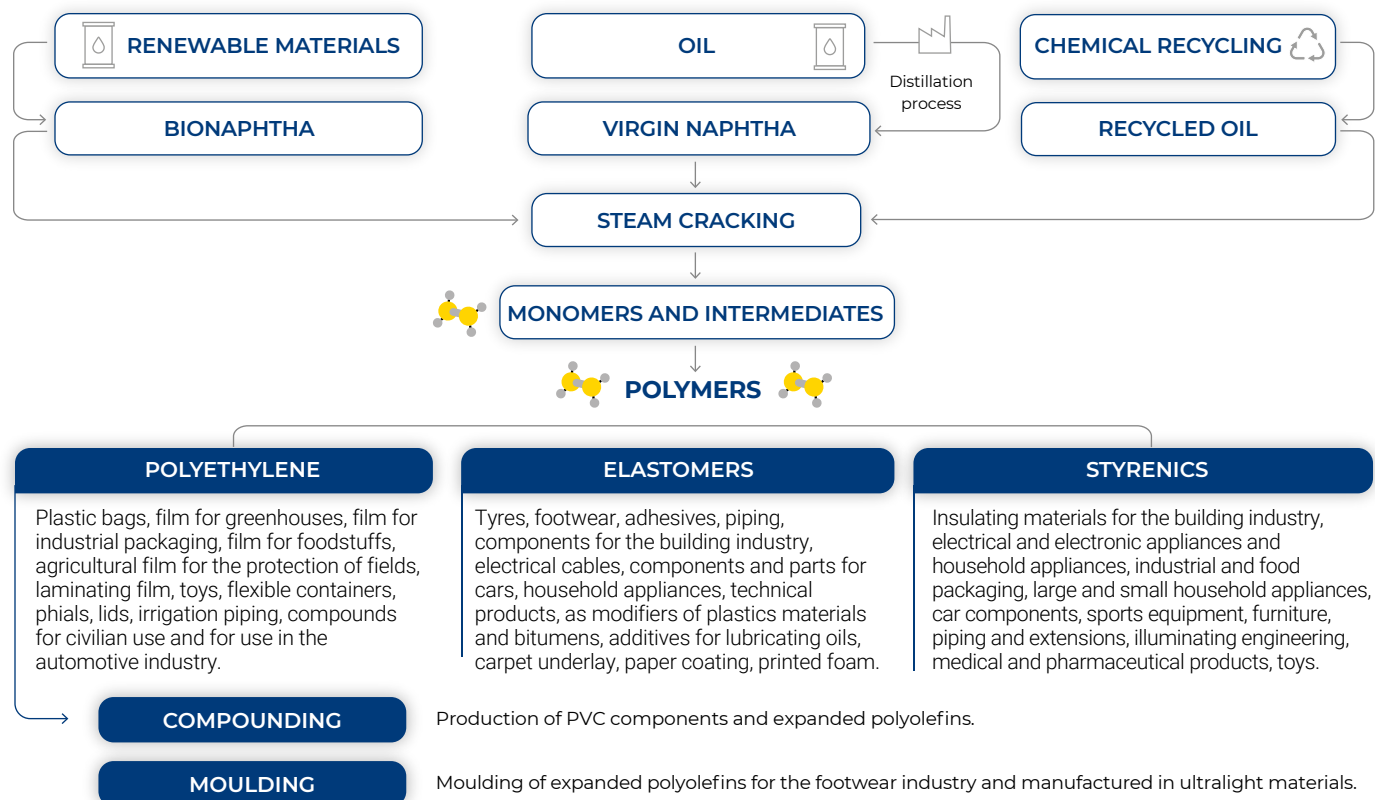 RENEWABLE MATERIALS
OIL
CHEMICAL RECYCLING
Distillation
process
BIONAPHTHA
VIRGIN NAPHTHA
RECYCLED OIL
STEAM CRACKING
MONOMERS AND INTERMEDIATES
POLYMERS
POLYETHYLENE
Plastic bags, film for greenhouses, film for
industrial packaging, film for foodstuffs,
agricultural film for the protection of fields,
laminating film, toys, flexible containers,
phials, lids, irrigation piping, compounds
for civilian use and for use in the
automotive industry.
ELASTOMERS
Tyres, footwear, adhesives, piping,
components for the building industry,
electrical cables, components and parts for
cars, household appliances, technical
products, as modifiers of plastics materials
and bitumens, additives for lubricating oils,
carpet underlay, paper coating, printed foam.
STYRENICS
Insulating materials for the building industry,
electrical and electronic appliances and
household appliances, industrial and food
packaging, large and small household appliances,
car components, sports equipment, furniture,
piping and extensions, illuminating engineering,
medical and pharmaceutical products, toys.
COMPOUNDING
Production of PVC components and expanded polyolefins.
MOULDING
Moulding of expanded polyolefins for the footwear industry and manufactured in ultralight materials.